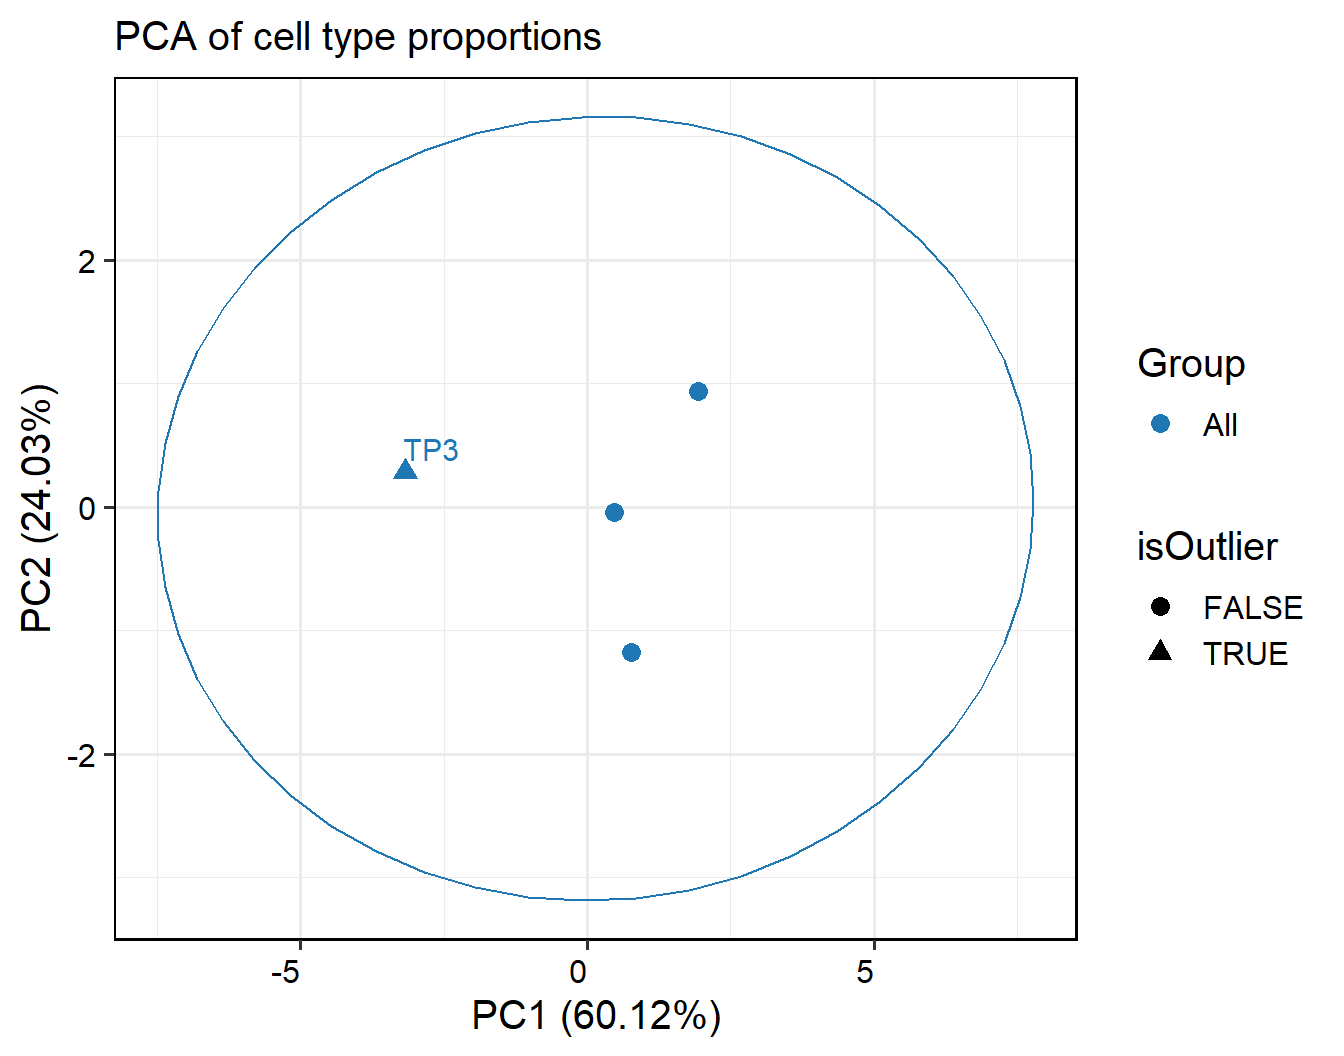 PCA of cell type proportions
2
0
-2
PC2 (24.03%)
TP3
-5
0
5
PC1 (60.12%)
Group
All
isOutlier
FALSE
TRUE